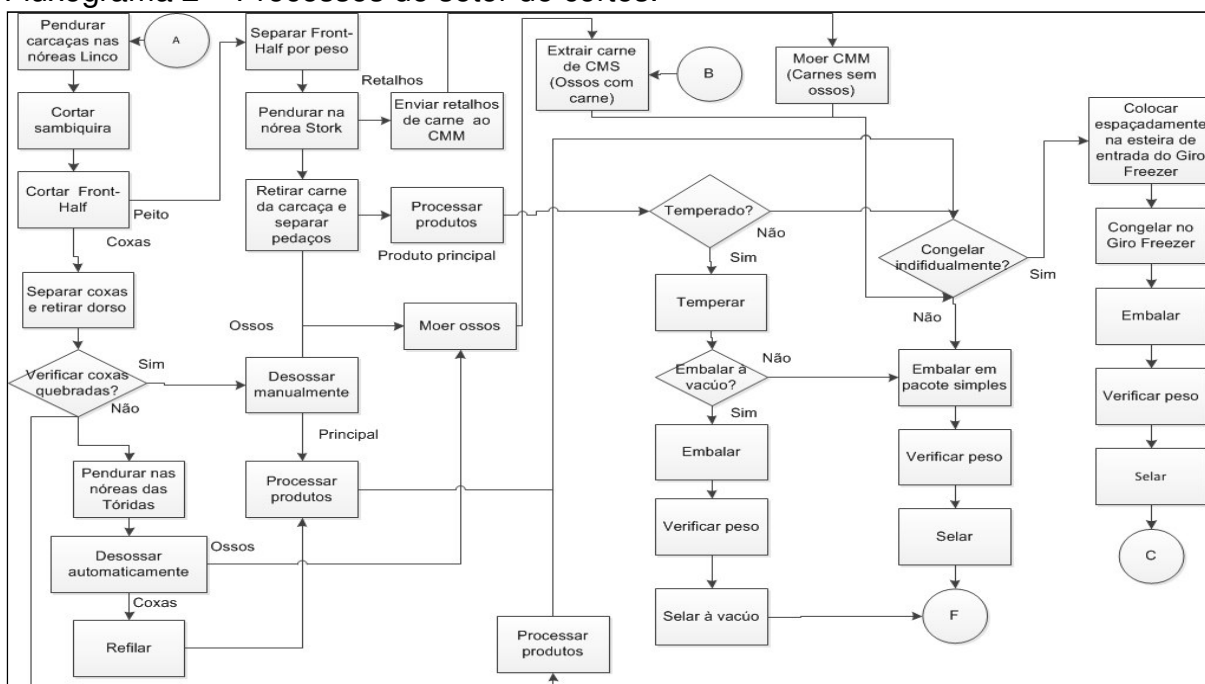 Fluxograma 2 – Processos do setor de cortes.
Pendurar
carcaças nas
nóreas Linco
A
Cortar
sambiquira
Cortar Front-
Half
Peito
Coxas
Separar coxas
e retirar dorso
Verificar coxas
quebradas?
Sim
Não
Pendurar nas
nóreas das
Tóridas
Desossar
automaticamente
Ossos
Coxas
Refilar
Separar Front-
Half por peso
Retalhos
Pendurar na
nórea Stork
Enviar retalhos
de carne ao
CMM
Retirar carne
da carcaça e
separar
pedaços
Processar
produtos
Produto principal
Ossos
Moer ossos
Desossar
manualmente
Principal
Processar
produtos
Processar
produtos
Extrair carne
de CMS
(Ossos com
carne)
B
Moer CMM
(Carnes sem
ossos)
Temperado?
Não
Sim
Temperar
Embalar à
vacúo?
Não
Sim
Embalar
Verificar peso
Selar à vacúo
Congelar
indifidualmente?
Sim
Não
Embalar em
pacote simples
Verificar peso
Selar
F
Colocar
espaçadamente
na esteira de
entrada do Giro
Freezer
Congelar no
Giro Freezer
Embalar
Verificar peso
Selar
C